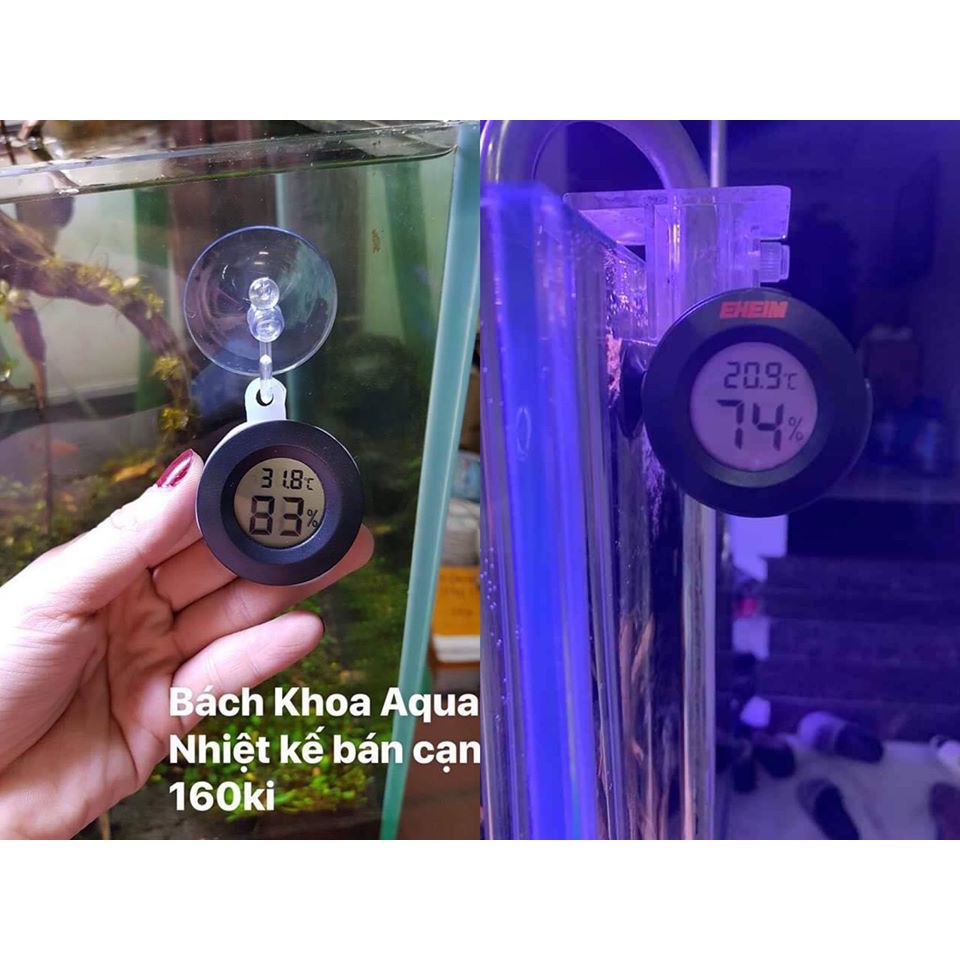 31.8°C
83%
Bách Khoa Aqua
Nhiệt kế bán cạn
160ki
EHEIM
20.9°C
74%